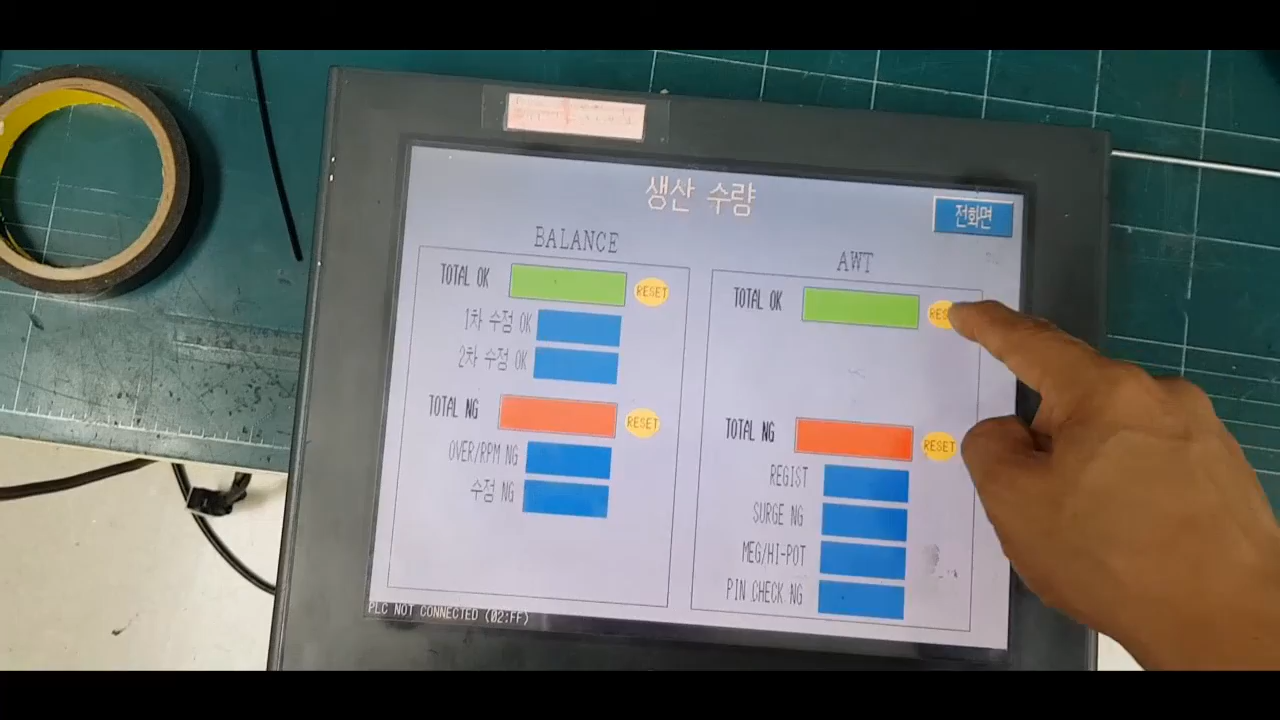 생산 수량
전화면
BALANCE
TOTAL OK
RESET
1차 수정 OK
2차 수정 OK
TOTAL NG
RESET
OVER/RPM NG
수정 NG
AWT
TOTAL OK
TOTAL NG
RESET
REGIST
SURGE NG
MEG/HI-POT
PIN CHECK NG
PLC NOT CONNECTED (02:FF)